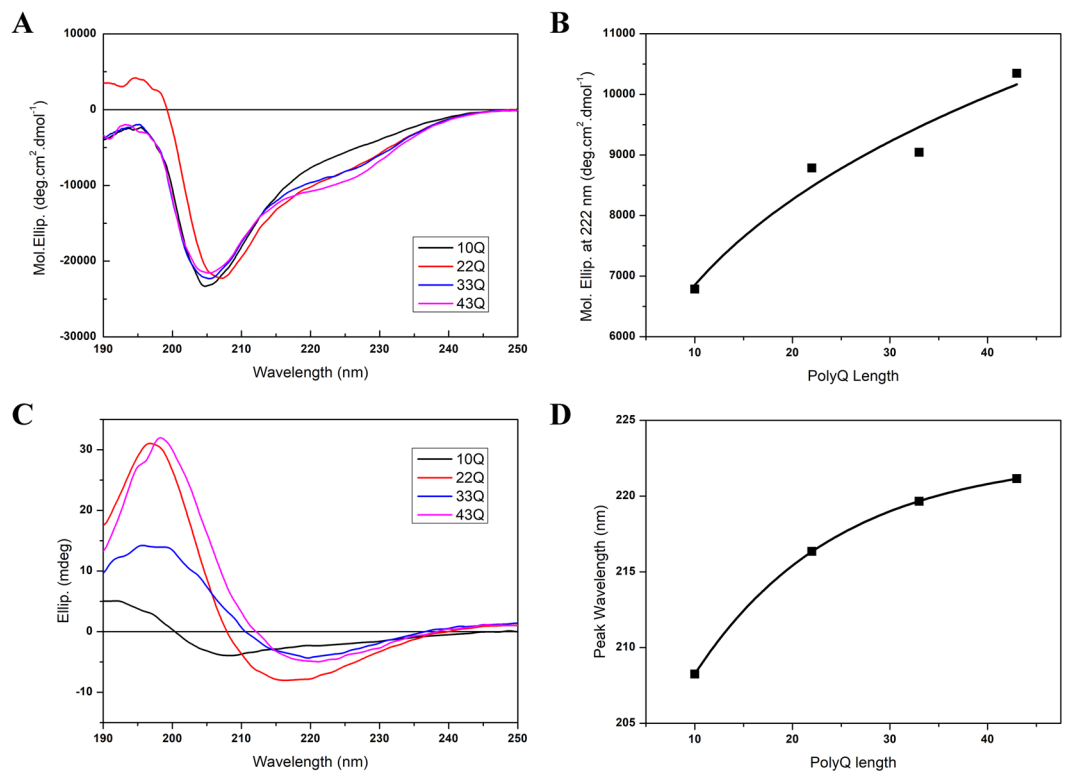 A
10000
0
-10000
-20000
-30000
190 200 210 220 230 240 250
Mol.Ellip. (deg.cm².dmol⁻¹)
Wavelength (nm)
10Q
22Q
33Q
43Q
B
11000
10000
9000
8000
7000
6000
10 20 30 40
Mol. Ellip. at 222 nm (deg.cm².dmol⁻¹)
PolyQ Length
C
30
20
10
0
-10
190 200 210 220 230 240 250
Ellip. (mdeg)
Wavelength (nm)
10Q
22Q
33Q
43Q
D
225
220
215
210
205
10 20 30 40
Peak Wavelength (nm)
PolyQ length